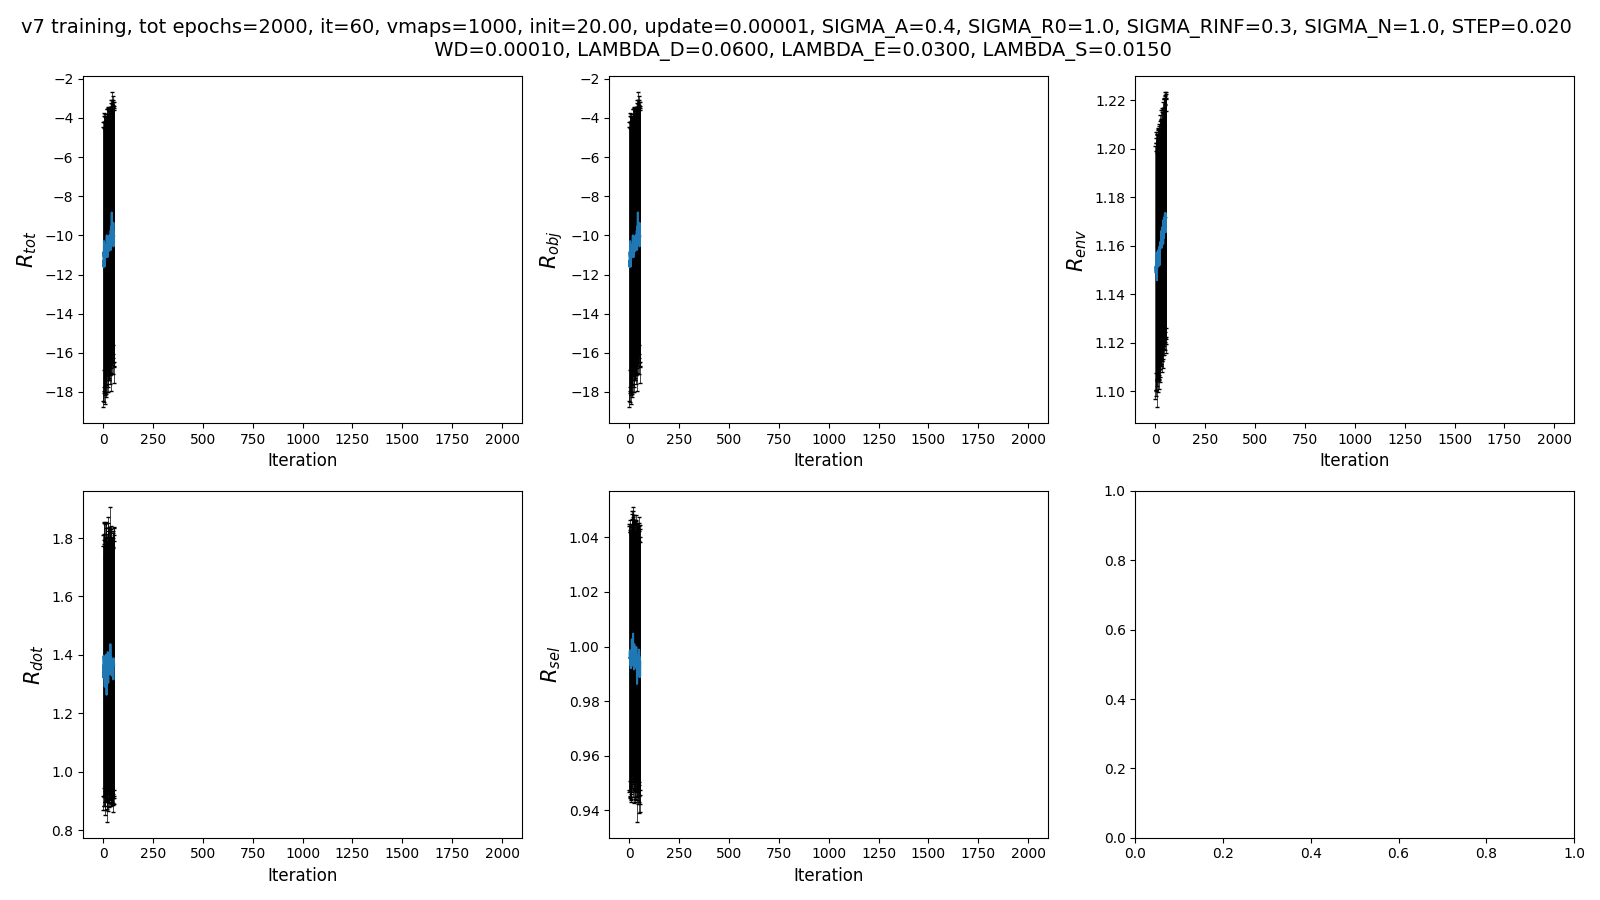 v7 training, tot epochs=2000, it=60, vmaps=1000, init=20.00, update=0.00001, SIGMA_A=0.4, SIGMA_R0=1.0, SIGMA_RINF=0.3, SIGMA_N=1.0, STEP=0.020
WD=0.00010, LAMBDA_D=0.0600, LAMBDA_E=0.0300, LAMBDA_S=0.0150
−2
−4
−6
−8
−10
−12
−14
−16
−18
R_tot
0 250 500 750 1000 1250 1500 1750 2000
Iteration
−2
−4
−6
−8
−10
−12
−14
−16
−18
R_obj
0 250 500 750 1000 1250 1500 1750 2000
Iteration
1.22
1.20
1.18
1.16
1.14
1.12
1.10
R_env
0 250 500 750 1000 1250 1500 1750 2000
Iteration
1.8
1.6
1.4
1.2
1.0
0.8
R_dot
0 250 500 750 1000 1250 1500 1750 2000
Iteration
1.04
1.02
1.00
0.98
0.96
0.94
R_sel
0 250 500 750 1000 1250 1500 1750 2000
Iteration
1.0
0.8
0.6
0.4
0.2
0.0
0.0 0.2 0.4 0.6 0.8 1.0